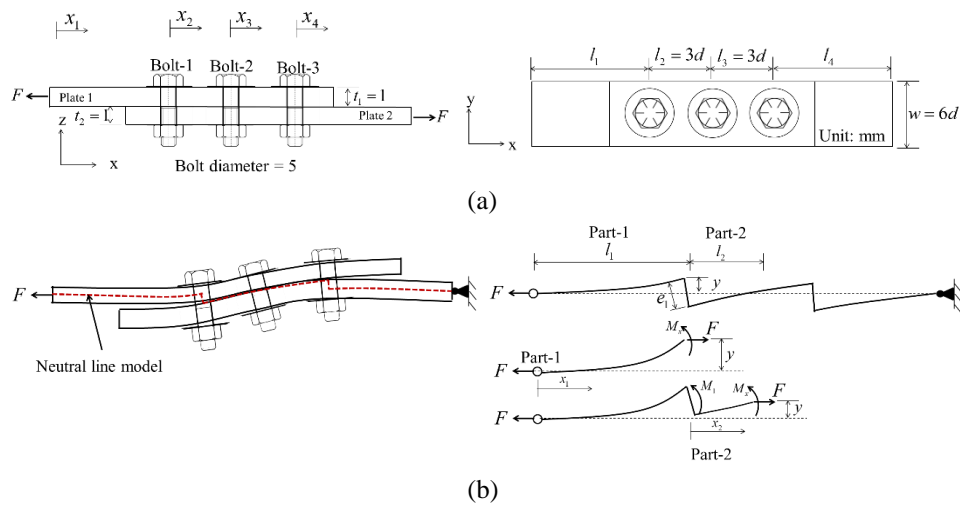 x₁ x₂ x₃ x₄
Bolt-1 Bolt-2 Bolt-3
F Plate 1 t₁ = 1
z t₂ = 1 Plate 2 F
x Bolt diameter = 5
l₁ l₂ = 3d l₃ = 3d l₄
y w = 6d
x Unit: mm
(a)
F
Neutral line model
Part-1 Part-2
l₁ l₂
F e₁ y
Mₓ F
F Part-1 y
x₁
F M₁ Mₓ F y
x₂
Part-2
(b)